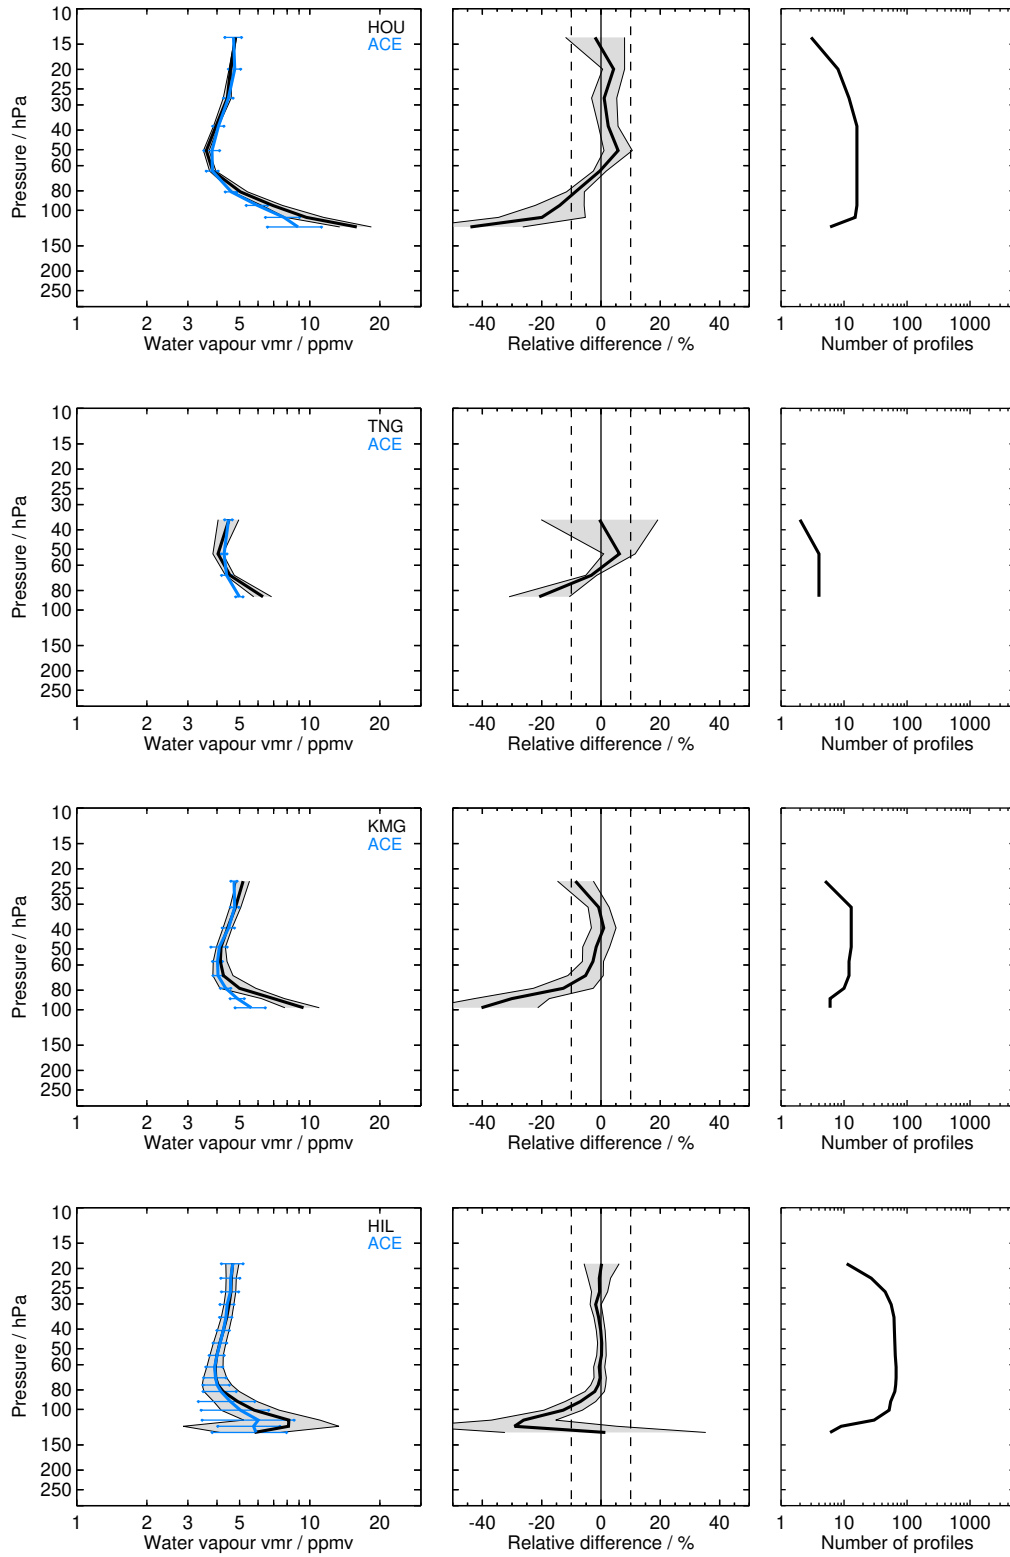 10
15
20
25
30
40
50
60
80
100
150
200
250
Pressure / hPa
HOU
ACE
1 2 3 5 10 20
Water vapour vmr / ppmv
-40 -20 0 20 40
Relative difference / %
1 10 100 1000
Number of profiles
10
15
20
25
30
40
50
60
80
100
150
200
250
Pressure / hPa
TNG
ACE
1 2 3 5 10 20
Water vapour vmr / ppmv
-40 -20 0 20 40
Relative difference / %
1 10 100 1000
Number of profiles
10
15
20
25
30
40
50
60
80
100
150
200
250
Pressure / hPa
KMG
ACE
1 2 3 5 10 20
Water vapour vmr / ppmv
-40 -20 0 20 40
Relative difference / %
1 10 100 1000
Number of profiles
10
15
20
25
30
40
50
60
80
100
150
200
250
Pressure / hPa
HIL
ACE
1 2 3 5 10 20
Water vapour vmr / ppmv
-40 -20 0 20 40
Relative difference / %
1 10 100 1000
Number of profiles